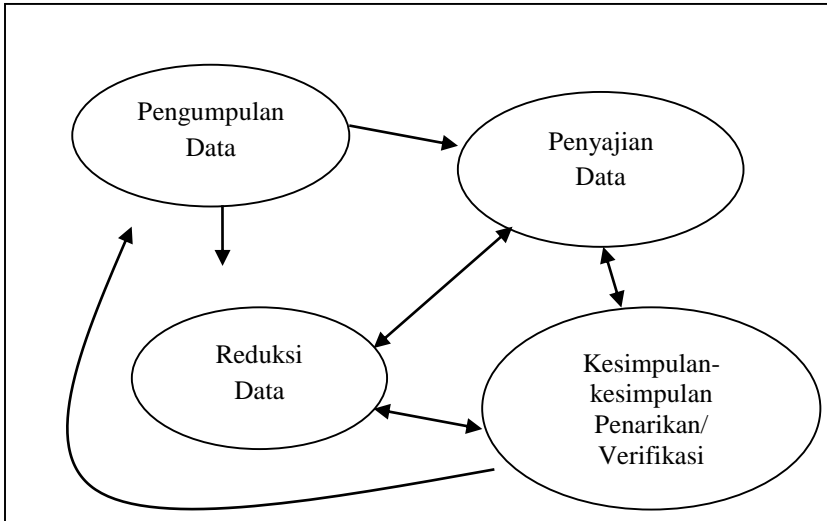 Pengumpulan
Data
Penyajian
Data
Reduksi
Data
Kesimpulan-
kesimpulan
Penarikan/
Verifikasi